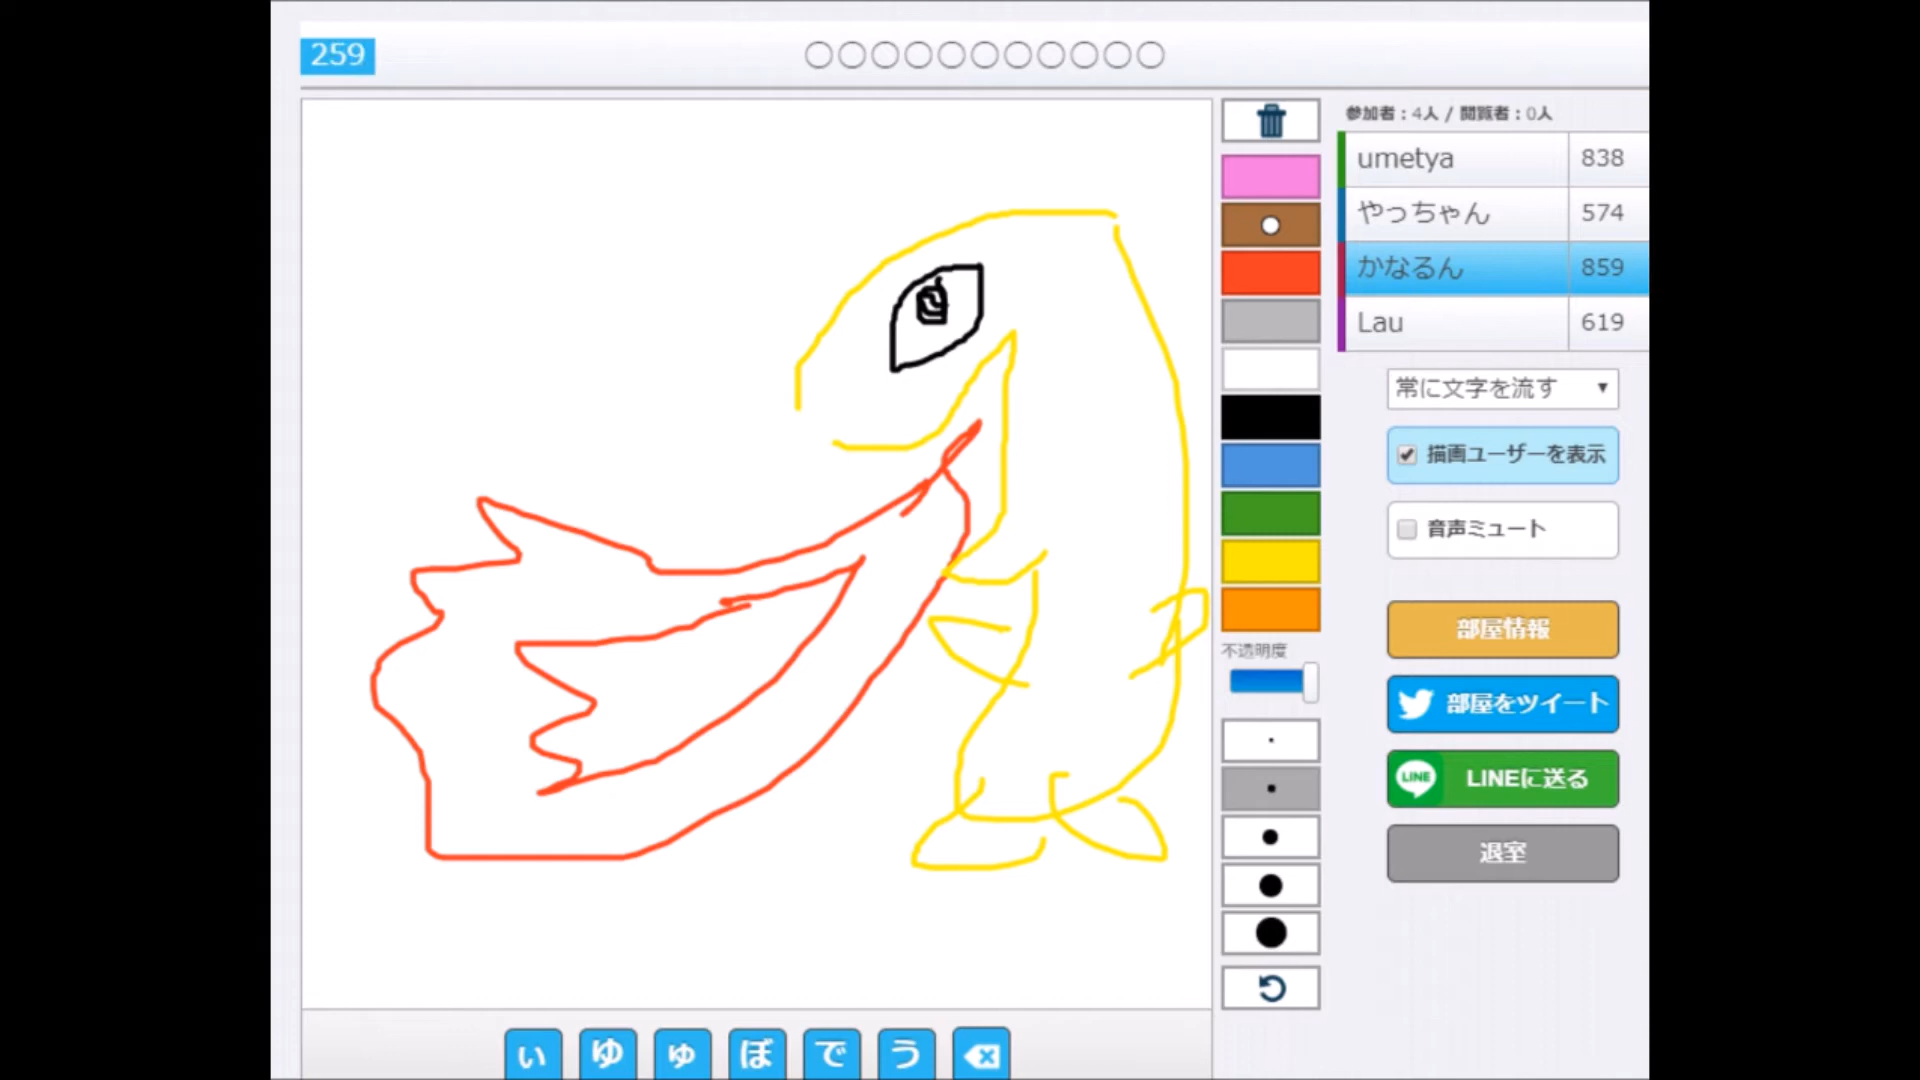 259
○○○○○○○○○○○
参加者：4人 / 閲覧者：0人
umetya 838
やっちゃん 574
かなるん 859
Lau 619
常に文字を流す ▼
描画ユーザーを表示
音声ミュート
不透明度
部屋情報
部屋をツイート
LINE LINEに送る
退室
い ゆ ゅ ぼ で う